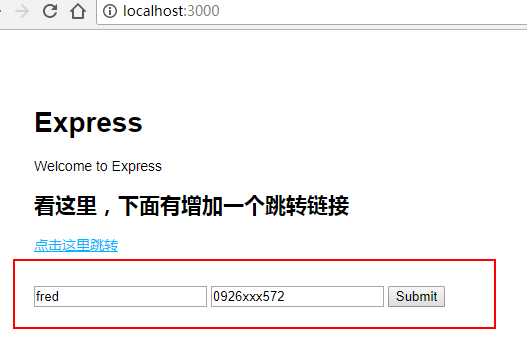 localhost:3000
Express
Welcome to Express
看这里，下面有增加一个跳转链接
点击这里跳转
fred 0926xxx572 Submit